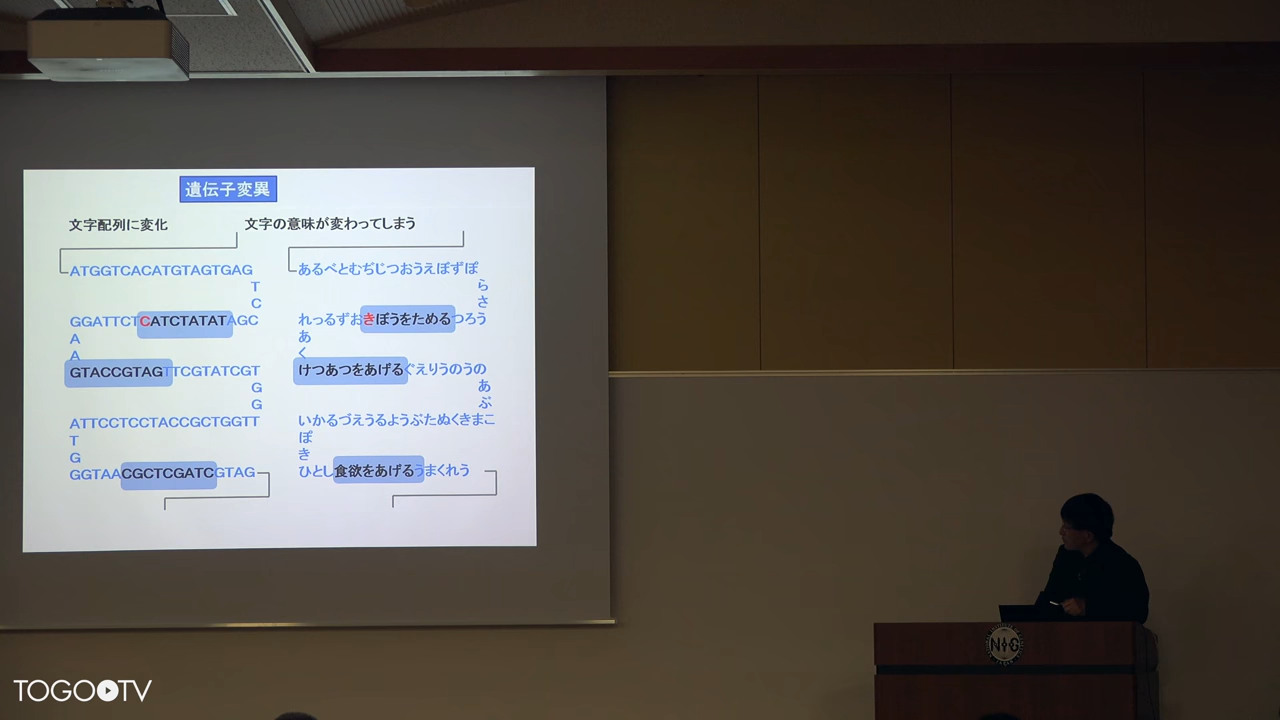 遺伝子変異
文字配列に変化
文字の意味が変わってしまう
ATGGTCACATGTAGTGAG
T
C
GGATTCTCATCTATATAGC
A
A
GTACCGTAGTTCGTATCGT
G
G
ATTCCTCCTACCGCTGGTT
T
G
GGTAACGCTCGATCGTAG
あるべとむぢじつおうえぼずぽ
ら
さ
れっるずおきぼうをためるつろう
あ
く
けつあつをあげるぐえりうのうの
あ
ぶ
いかるづえうるようぶたぬくきまこ
ぽ
き
ひとし食欲をあげるうまくれう
NIG
TOGO TV